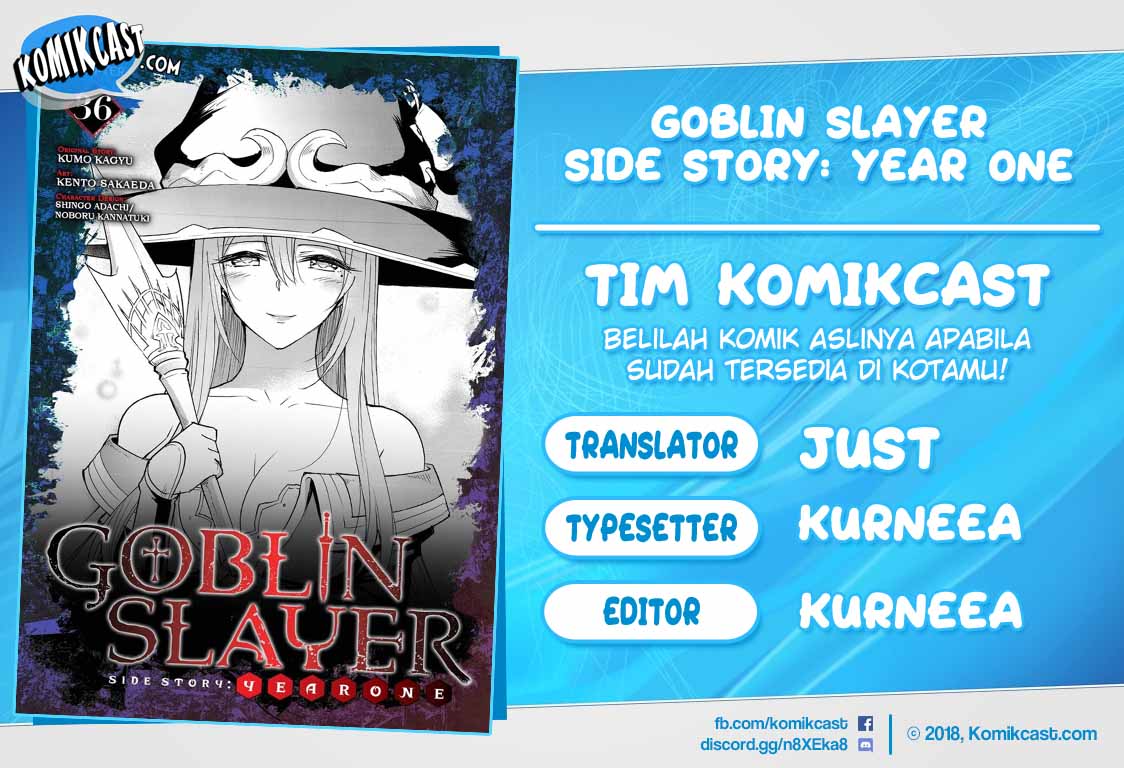 KOMIKCAST
.COM
36
ORIGINAL STORY:
KUMO KAGYU
ART:
KENTO SAKAEDA
CHARACTER DESIGN:
SHINGO ADACHI/
NOBORU KANNATUKI
GOBLIN
SLAYER
SIDE STORY: YEAR ONE
GOBLIN SLAYER
SIDE STORY: YEAR ONE
TIM KOMIKCAST
BELILAH KOMIK ASLINYA APABILA
SUDAH TERSEDIA DI KOTAMU!
TRANSLATOR JUST
TYPESETTER KURNEEA
EDITOR KURNEEA
fb.com/komikcast
discord.gg/n8XEka8
© 2018, Komikcast.com